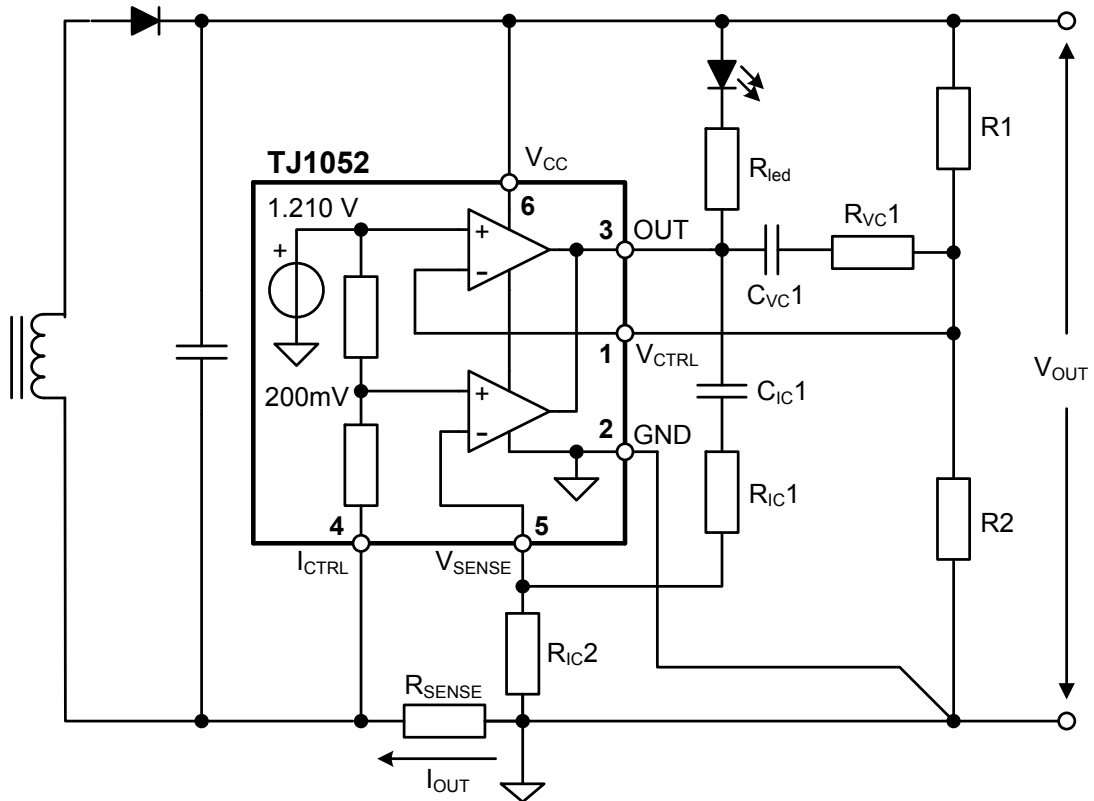 TJ1052
V_CC
1.210 V
6
+
+
−
3
OUT
R_led
R1
R_VC1
C_VC1
1
V_CTRL
V_OUT
200mV
+
−
C_IC1
2
GND
R_IC1
R2
4
5
I_CTRL
V_SENSE
R_IC2
R_SENSE
I_OUT